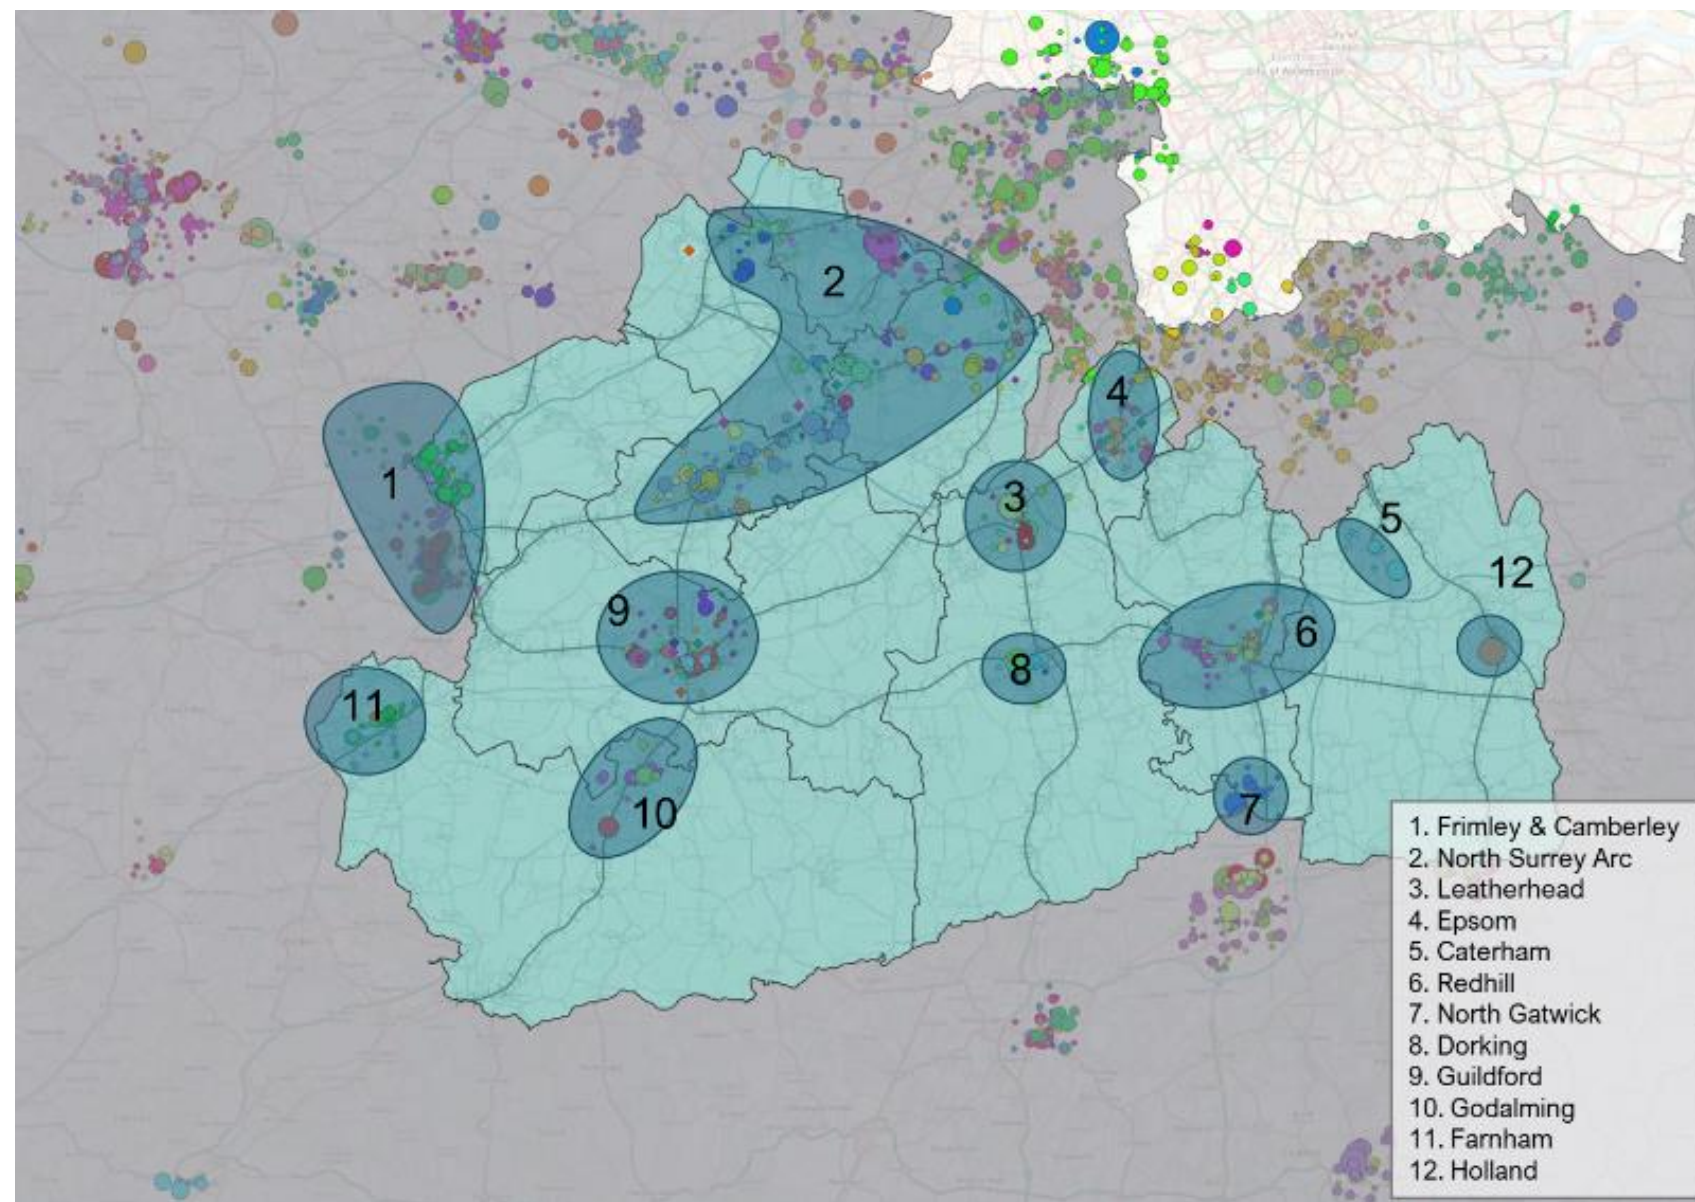 2
4
1
3
5
12
9
6
8
11
10
7
1. Frimley & Camberley
2. North Surrey Arc
3. Leatherhead
4. Epsom
5. Caterham
6. Redhill
7. North Gatwick
8. Dorking
9. Guildford
10. Godalming
11. Farnham
12. Holland